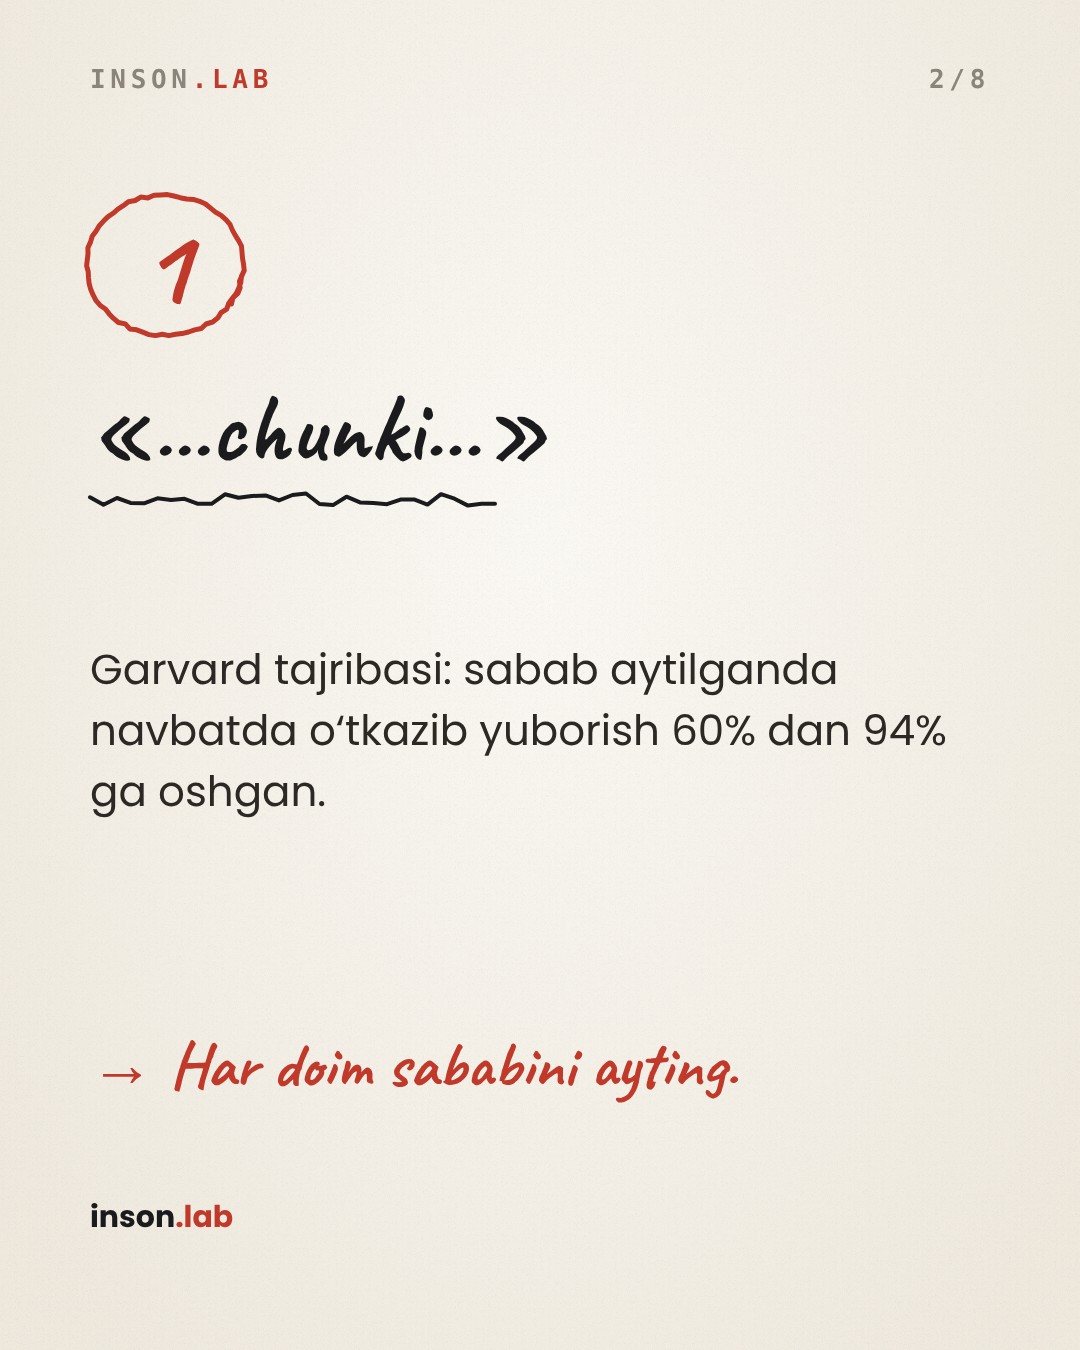 INSON.LAB
2/8
1
«...chunki...»
Garvard tajribasi: sabab aytilganda
navbatda o‘tkazib yuborish 60% dan 94%
ga oshgan.
→ Har doim sababini ayting.
inson.lab